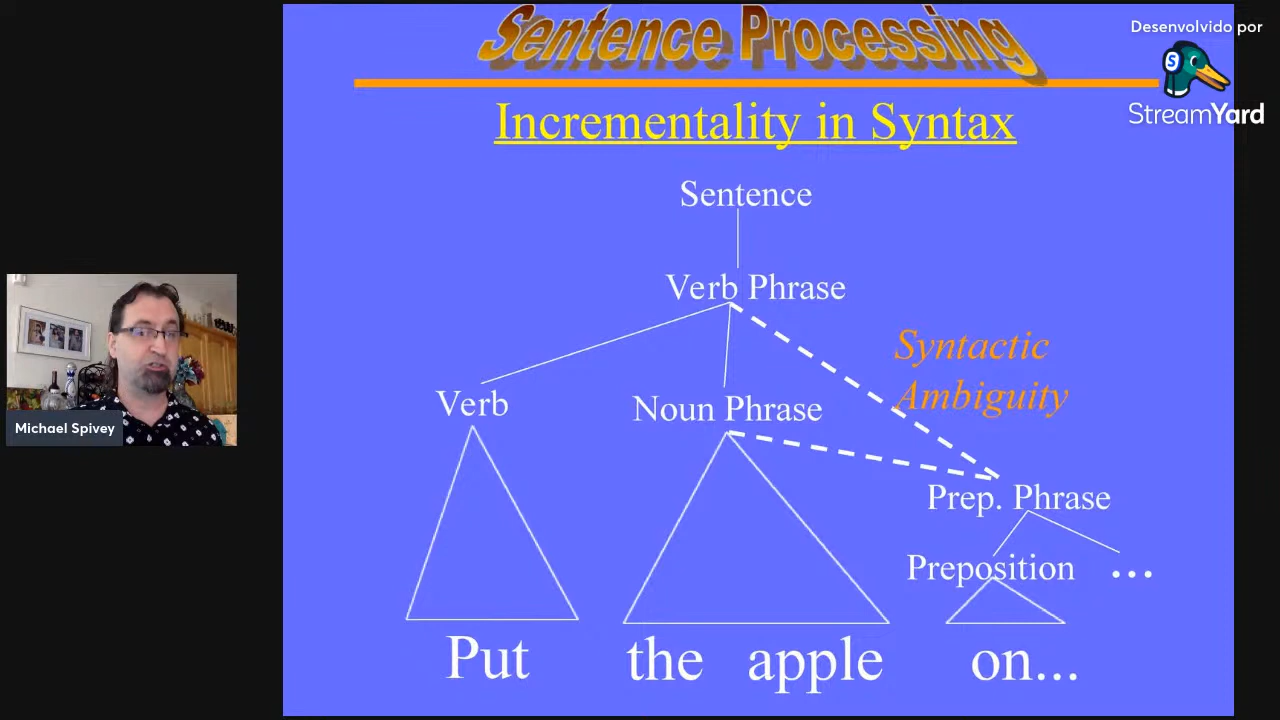 Sentence Processing
Desenvolvido por
StreamYard
Incrementality in Syntax
Sentence
Verb Phrase
Syntactic
Ambiguity
Verb
Noun Phrase
Michael Spivey
Prep. Phrase
Preposition ...
Put the apple on...